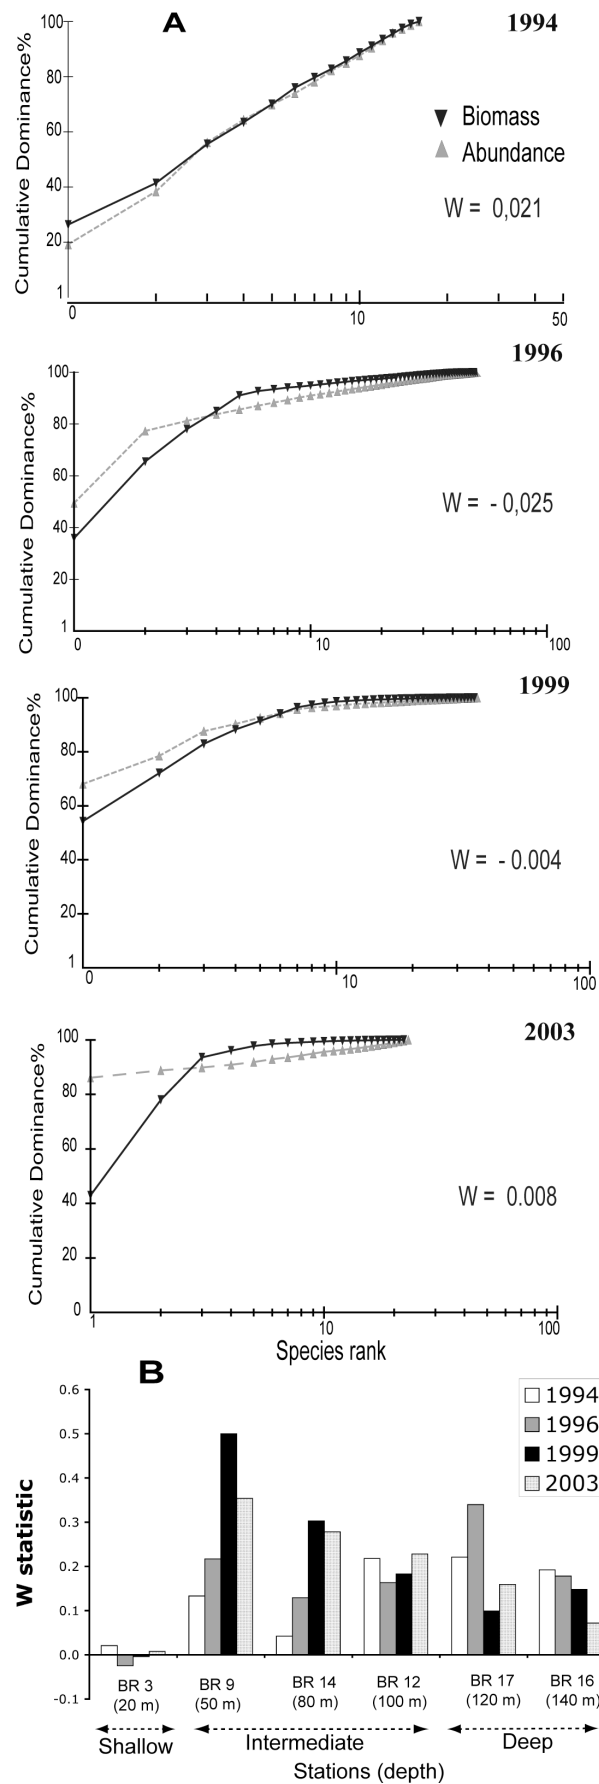 A
1994
Cumulative Dominance%
100
80
60
40
20
1
0
10
50
Biomass
Abundance
W = 0,021
1996
Cumulative Dominance%
100
80
60
40
20
1
0
10
100
W = - 0,025
1999
Cumulative Dominance%
100
80
60
40
20
1
0
10
100
W = - 0.004
2003
Cumulative Dominance%
100
80
60
40
20
0
1
10
100
W = 0.008
Species rank
B
W statistic
0.6
0.5
0.4
0.3
0.2
0.1
0.0
-0.1
1994
1996
1999
2003
BR 3 BR 9 BR 14 BR 12 BR 17 BR 16
(20 m) (50 m) (80 m) (100 m) (120 m) (140 m)
Shallow Intermediate Deep
Stations (depth)